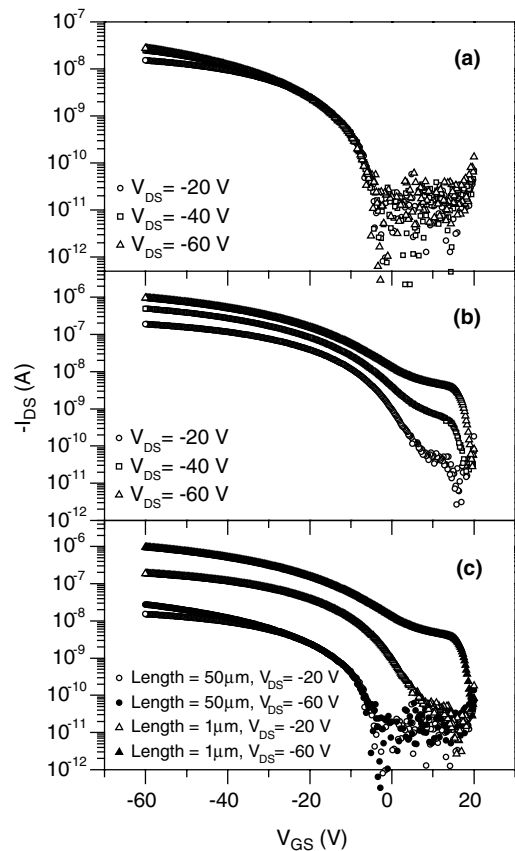 10⁻⁷
10⁻⁸
10⁻⁹
10⁻¹⁰
10⁻¹¹
10⁻¹²
(a)
○ V_DS= -20 V
□ V_DS= -40 V
△ V_DS= -60 V
10⁻⁶
10⁻⁷
10⁻⁸
10⁻⁹
10⁻¹⁰
10⁻¹¹
10⁻¹²
(b)
○ V_DS= -20 V
□ V_DS= -40 V
△ V_DS= -60 V
-I_DS (A)
10⁻⁶
10⁻⁷
10⁻⁸
10⁻⁹
10⁻¹⁰
10⁻¹¹
10⁻¹²
(c)
○ Length = 50μm, V_DS= -20 V
● Length = 50μm, V_DS= -60 V
△ Length = 1μm, V_DS= -20 V
▲ Length = 1μm, V_DS= -60 V
-60 -40 -20 0 20
V_GS (V)